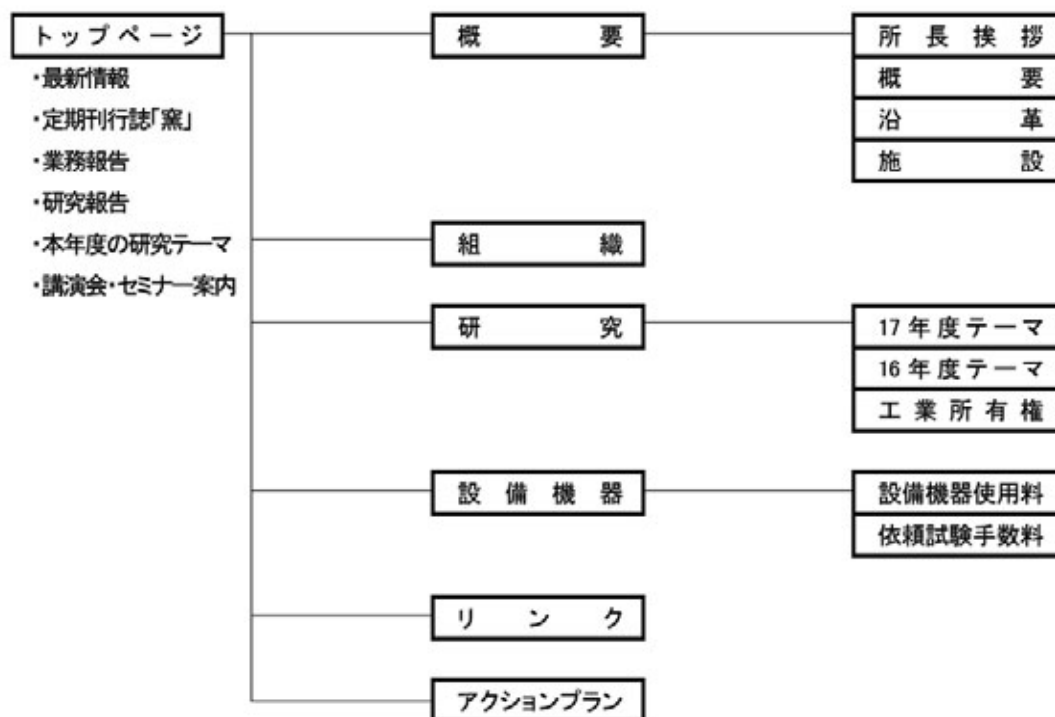 トップページ
・最新情報
・定期刊行誌「窯」
・業務報告
・研究報告
・本年度の研究テーマ
・講演会・セミナー案内
概要
所長挨拶
概要
沿革
施設
組織
研究
17年度テーマ
16年度テーマ
工業所有権
設備機器
設備機器使用料
依頼試験手数料
リンク
アクションプラン